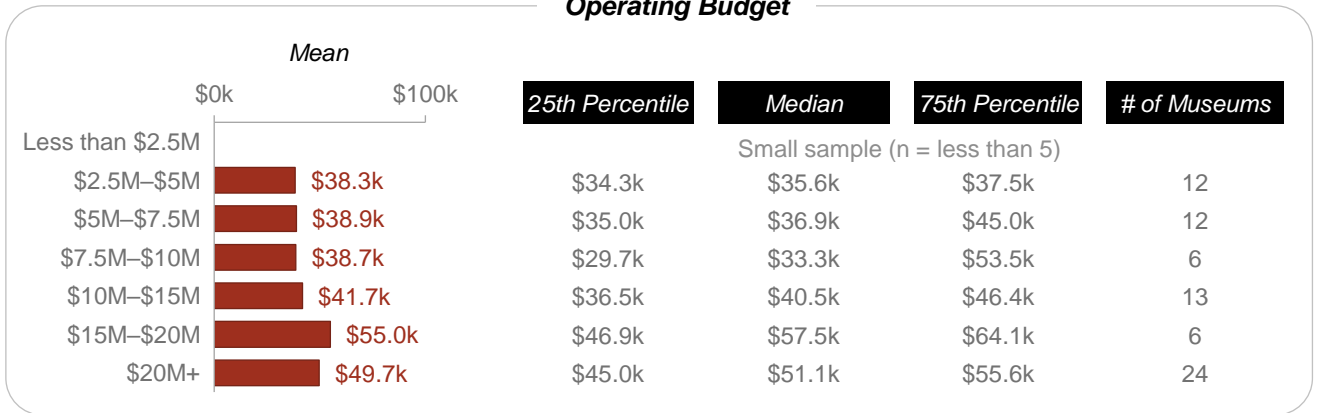 Operating Budget
Mean
$0k $100k 25th Percentile Median 75th Percentile # of Museums
Less than $2.5M Small sample (n = less than 5)
$2.5M–$5M $38.3k $34.3k $35.6k $37.5k 12
$5M–$7.5M $38.9k $35.0k $36.9k $45.0k 12
$7.5M–$10M $38.7k $29.7k $33.3k $53.5k 6
$10M–$15M $41.7k $36.5k $40.5k $46.4k 13
$15M–$20M $55.0k $46.9k $57.5k $64.1k 6
$20M+ $49.7k $45.0k $51.1k $55.6k 24